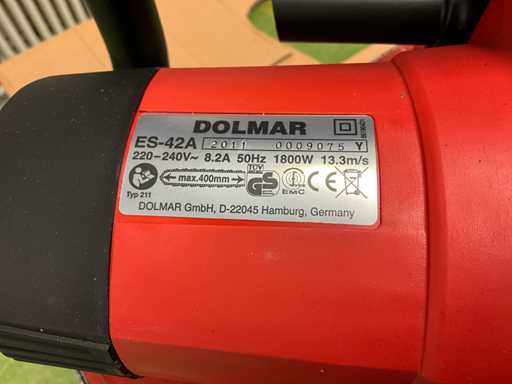 DOLMAR
ES-42A 2011 0009075 Y
220-240V~ 8.2A 50Hz 1800W 13.3m/s
max.400mm
TÜV
GS
EMC
CE
Typ 211
DOLMAR GmbH, D-22045 Hamburg, Germany